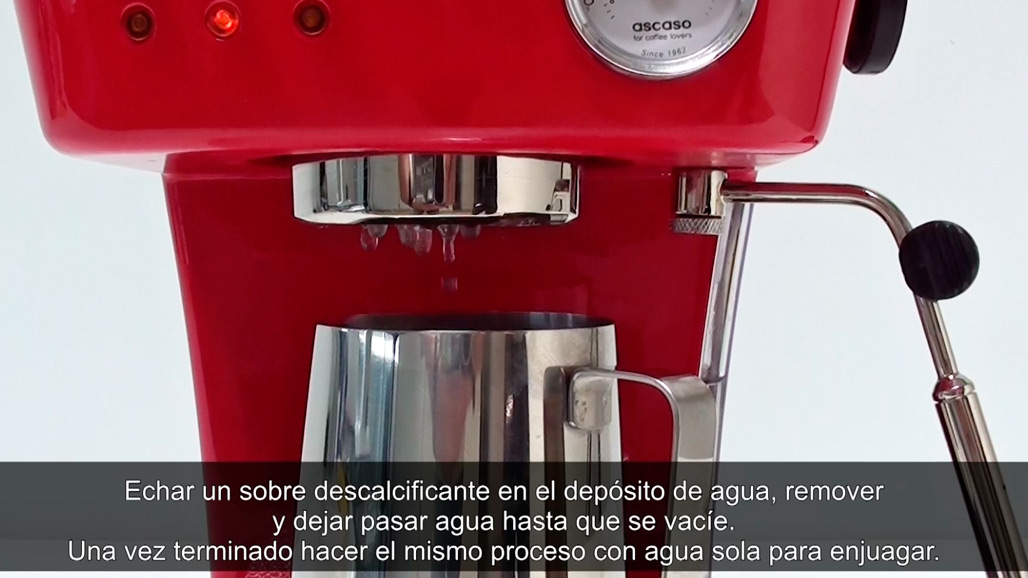 ascaso
for coffee lovers
Since 1962
Echar un sobre descalcificante en el depósito de agua, remover
y dejar pasar agua hasta que se vacíe.
Una vez terminado hacer el mismo proceso con agua sola para enjuagar.